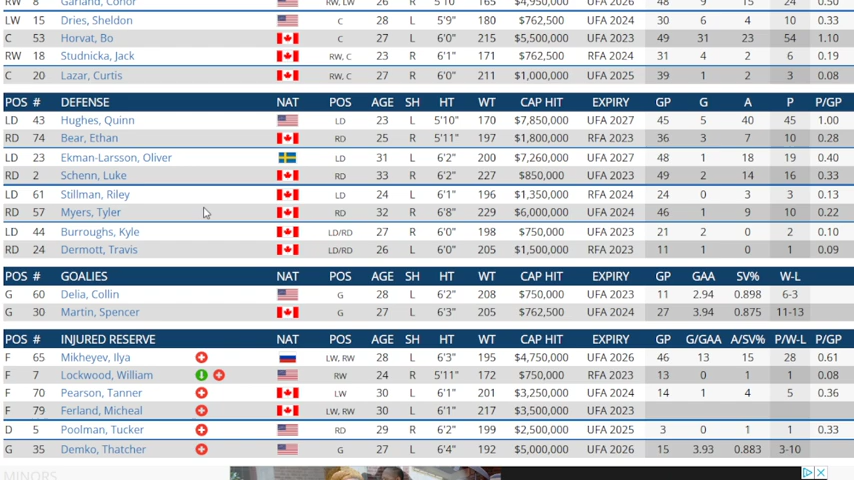 RW 8 Garland, Conor RW, LW 26 R 5'10" 165 $4,950,000 UFA 2026 48 9 15 24 0.50
LW 15 Dries, Sheldon C 28 L 5'9" 180 $762,500 UFA 2023 30 6 4 10 0.33
C 53 Horvat, Bo C 27 L 6'0" 215 $5,500,000 UFA 2023 49 31 23 54 1.10
RW 18 Studnicka, Jack RW, C 23 R 6'1" 171 $762,500 RFA 2024 31 4 2 6 0.19
C 20 Lazar, Curtis RW, C 27 R 6'0" 211 $1,000,000 UFA 2025 39 1 2 3 0.08
POS # DEFENSE NAT POS AGE SH HT WT CAP HIT EXPIRY GP G A P P/GP
LD 43 Hughes, Quinn LD 23 L 5'10" 170 $7,850,000 UFA 2027 45 5 40 45 1.00
RD 74 Bear, Ethan RD 25 R 5'11" 197 $1,800,000 RFA 2023 36 3 7 10 0.28
LD 23 Ekman-Larsson, Oliver LD 31 L 6'2" 200 $7,260,000 UFA 2027 48 1 18 19 0.40
RD 2 Schenn, Luke RD 33 R 6'2" 227 $850,000 UFA 2023 49 2 14 16 0.33
LD 61 Stillman, Riley LD 24 L 6'1" 196 $1,350,000 RFA 2024 24 0 3 3 0.13
RD 57 Myers, Tyler RD 32 R 6'8" 229 $6,000,000 UFA 2024 46 1 9 10 0.22
LD 44 Burroughs, Kyle LD/RD 27 R 6'0" 198 $750,000 UFA 2023 21 2 0 2 0.10
RD 24 Dermott, Travis LD/RD 26 L 6'0" 205 $1,500,000 RFA 2023 11 1 0 1 0.09
POS # GOALIES NAT POS AGE SH HT WT CAP HIT EXPIRY GP GAA SV% W-L
G 60 Delia, Collin G 28 L 6'2" 208 $750,000 UFA 2023 11 2.94 0.898 6-3
G 30 Martin, Spencer G 27 L 6'3" 205 $762,500 UFA 2024 27 3.94 0.875 11-13
POS # INJURED RESERVE NAT POS AGE SH HT WT CAP HIT EXPIRY GP G/GAA A/SV% P/W-L P/GP
F 65 Mikheyev, Ilya LW, RW 28 L 6'3" 195 $4,750,000 UFA 2026 46 13 15 28 0.61
F 7 Lockwood, William RW 24 R 5'11" 172 $750,000 RFA 2023 13 0 1 1 0.08
F 70 Pearson, Tanner LW 30 L 6'1" 201 $3,250,000 UFA 2024 14 1 4 5 0.36
F 79 Ferland, Micheal LW, RW 30 L 6'1" 217 $3,500,000 UFA 2023
D 5 Poolman, Tucker RD 29 R 6'2" 199 $2,500,000 UFA 2025 3 0 1 1 0.33
G 35 Demko, Thatcher G 27 L 6'4" 192 $5,000,000 UFA 2026 15 3.93 0.883 3-10
MINORS